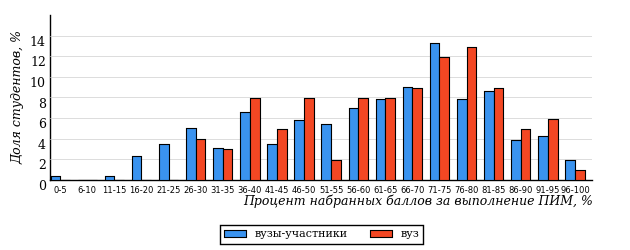 Доля студентов, %
14
12
10
8
6
4
2
0
0-5 6-10 11-15 16-20 21-25 26-30 31-35 36-40 41-45 46-50 51-55 56-60 61-65 66-70 71-75 76-80 81-85 86-90 91-95 96-100
Процент набранных баллов за выполнение ПИМ, %
вузы-участники вуз